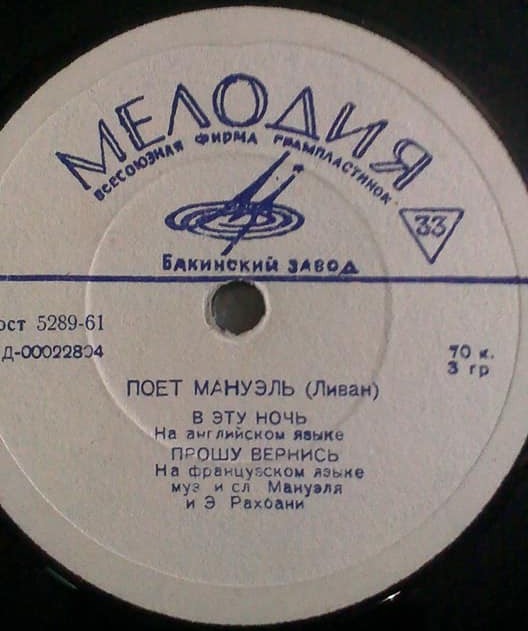 МЕЛОДИЯ
ВСЕСОЮЗНАЯ ФИРМА ГРАМПЛАСТИНОК
33
БАКИНСКИЙ ЗАВОД
ост 5289-61
Д-00022804
70 к.
3 гр
ПОЕТ МАНУЭЛЬ (Ливан)
В ЭТУ НОЧЬ
На английском языке
ПРОШУ ВЕРНИСЬ
На французском языке
муз и сл Мануэля
и Э Рахбани